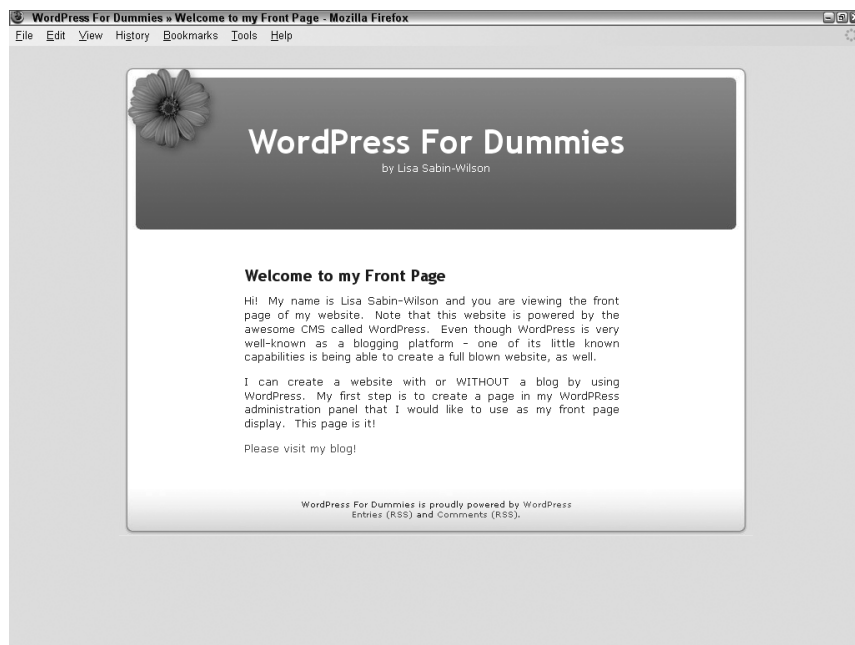 WordPress For Dummies » Welcome to my Front Page - Mozilla Firefox
File Edit View History Bookmarks Tools Help
WordPress For Dummies
by Lisa Sabin-Wilson
Welcome to my Front Page
Hi! My name is Lisa Sabin-Wilson and you are viewing the front
page of my website. Note that this website is powered by the
awesome CMS called WordPress. Even though WordPress is very
well-known as a blogging platform - one of its little known
capabilities is being able to create a full blown website, as well.
I can create a website with or WITHOUT a blog by using
WordPress. My first step is to create a page in my WordPRess
administration panel that I would like to use as my front page
display. This page is it!
Please visit my blog!
WordPress For Dummies is proudly powered by WordPress
Entries (RSS) and Comments (RSS).